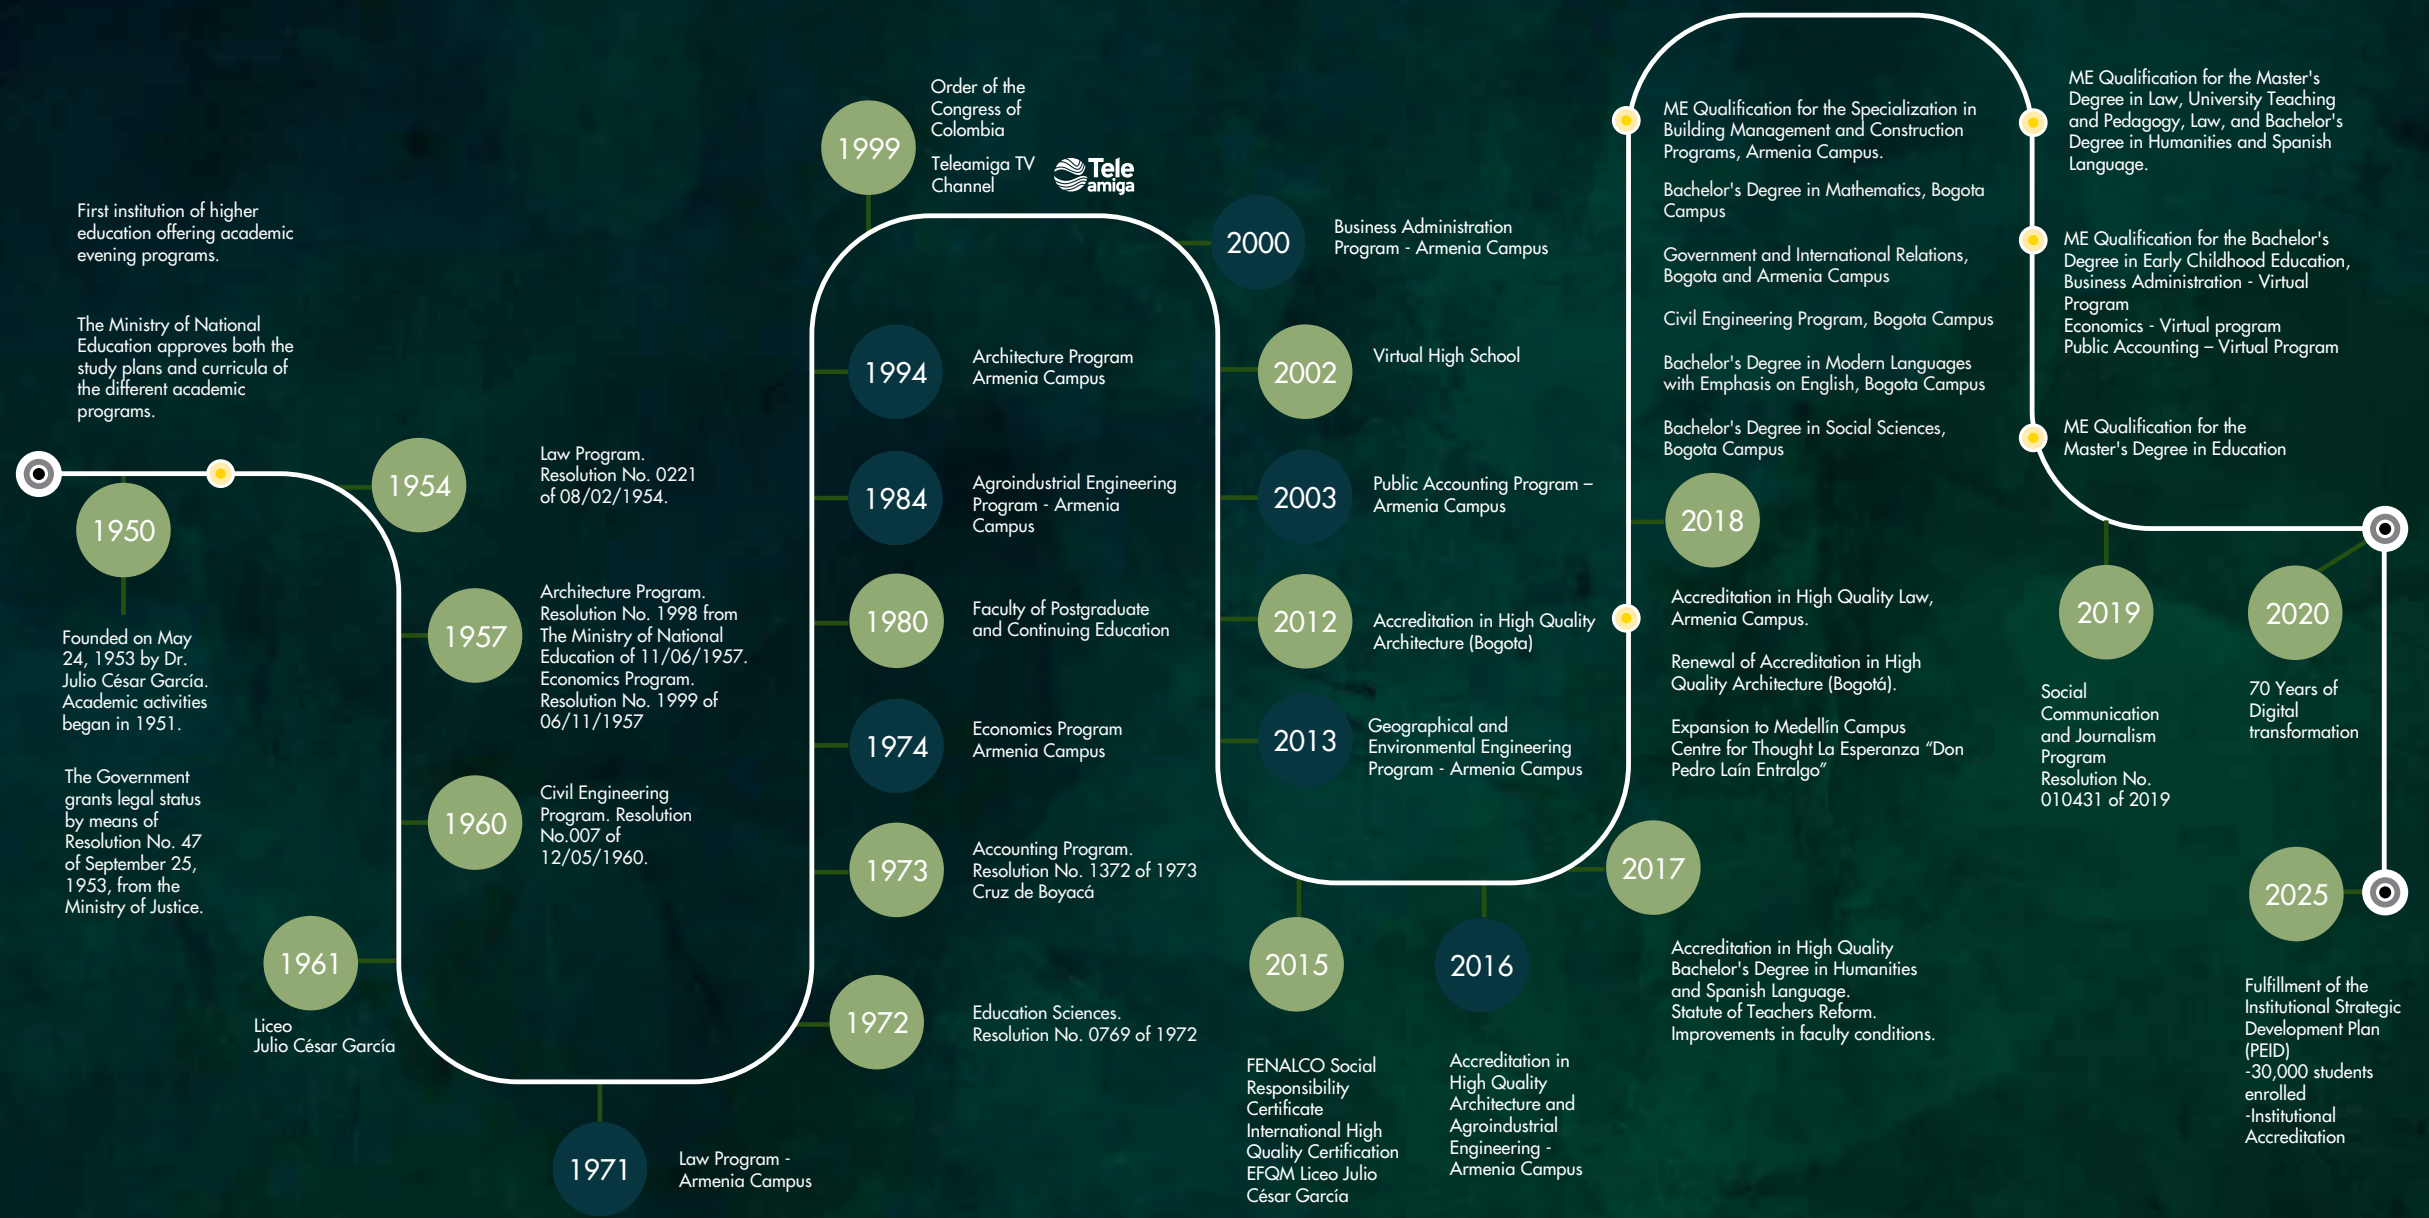 First institution of higher
education offering academic
evening programs.
The Ministry of National
Education approves both the
study plans and curricula of
the different academic
programs.
1950
Founded on May
24, 1953 by Dr.
Julio César García.
Academic activities
began in 1951.
The Government
grants legal status
by means of
Resolution No. 47
of September 25,
1953, from the
Ministry of Justice.
1954
Law Program.
Resolution No. 0221
of 08/02/1954.
1957
Architecture Program.
Resolution No. 1998 from
The Ministry of National
Education of 11/06/1957.
Economics Program.
Resolution No. 1999 of
06/11/1957
1960
Civil Engineering
Program. Resolution
No.007 of
12/05/1960.
1961
Liceo
Julio César García
1971
Law Program -
Armenia Campus
1972
Education Sciences.
Resolution No. 0769 of 1972
1973
Accounting Program.
Resolution No. 1372 of 1973
Cruz de Boyacá
1974
Economics Program
Armenia Campus
1980
Faculty of Postgraduate
and Continuing Education
1984
Agroindustrial Engineering
Program - Armenia
Campus
1994
Architecture Program
Armenia Campus
1999
Order of the
Congress of
Colombia
Teleamiga TV
Channel
Tele
amiga
2000
Business Administration
Program - Armenia Campus
2002
Virtual High School
2003
Public Accounting Program –
Armenia Campus
2012
Accreditation in High Quality
Architecture (Bogota)
2013
Geographical and
Environmental Engineering
Program - Armenia Campus
2015
FENALCO Social
Responsibility
Certificate
International High
Quality Certification
EFQM Liceo Julio
César García
2016
Accreditation in
High Quality
Architecture and
Agroindustrial
Engineering -
Armenia Campus
2017
Accreditation in High Quality
Bachelor's Degree in Humanities
and Spanish Language.
Statute of Teachers Reform.
Improvements in faculty conditions.
2018
Accreditation in High Quality Law,
Armenia Campus.
Renewal of Accreditation in High
Quality Architecture (Bogotá).
Expansion to Medellín Campus
Centre for Thought La Esperanza “Don
Pedro Laín Entralgo”
ME Qualification for the Specialization in
Building Management and Construction
Programs, Armenia Campus.
Bachelor's Degree in Mathematics, Bogota
Campus
Government and International Relations,
Bogota and Armenia Campus
Civil Engineering Program, Bogota Campus
Bachelor's Degree in Modern Languages
with Emphasis on English, Bogota Campus
Bachelor's Degree in Social Sciences,
Bogota Campus
ME Qualification for the Master's
Degree in Law, University Teaching
and Pedagogy, Law, and Bachelor's
Degree in Humanities and Spanish
Language.
ME Qualification for the Bachelor's
Degree in Early Childhood Education,
Business Administration - Virtual
Program
Economics - Virtual program
Public Accounting – Virtual Program
ME Qualification for the
Master's Degree in Education
2019
Social
Communication
and Journalism
Program
Resolution No.
010431 of 2019
2020
70 Years of
Digital
transformation
2025
Fulfillment of the
Institutional Strategic
Development Plan
(PEID)
-30,000 students
enrolled
-Institutional
Accreditation